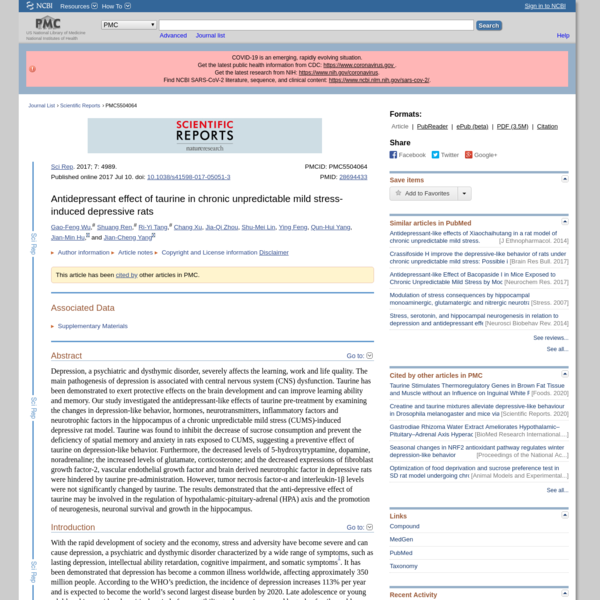 NCBI Resources How To Sign in to NCBI
PMC
US National Library of Medicine
National Institutes of Health
PMC Search
Advanced Journal list Help
COVID-19 is an emerging, rapidly evolving situation.
Get the latest public health information from CDC: https://www.coronavirus.gov .
Get the latest research from NIH: https://www.nih.gov/coronavirus.
Find NCBI SARS-CoV-2 literature, sequence, and clinical content: https://www.ncbi.nlm.nih.gov/sars-cov-2/.
Journal List > Scientific Reports > PMC5504064
SCIENTIFIC
REPORTS
natureresearch
Sci Rep. 2017; 7: 4989. PMCID: PMC5504064
Published online 2017 Jul 10. doi: 10.1038/s41598-017-05051-3 PMID: 28694433
Antidepressant effect of taurine in chronic unpredictable mild stress-
induced depressive rats
Gao-Feng Wu,# Shuang Ren,# Ri-Yi Tang,# Chang Xu, Jia-Qi Zhou, Shu-Mei Lin, Ying Feng, Qun-Hui Yang,
Jian-Min Hu, and Jian-Cheng Yang
Author information Article notes Copyright and License information Disclaimer
This article has been cited by other articles in PMC.
Associated Data
Supplementary Materials
Abstract Go to:
Depression, a psychiatric and dysthymic disorder, severely affects the learning, work and life quality. The
main pathogenesis of depression is associated with central nervous system (CNS) dysfunction. Taurine has
been demonstrated to exert protective effects on the brain development and can improve learning ability
and memory. Our study investigated the antidepressant-like effects of taurine pre-treatment by examining
the changes in depression-like behavior, hormones, neurotransmitters, inflammatory factors and
neurotrophic factors in the hippocampus of a chronic unpredictable mild stress (CUMS)-induced
depressive rat model. Taurine was found to inhibit the decrease of sucrose consumption and prevent the
deficiency of spatial memory and anxiety in rats exposed to CUMS, suggesting a preventive effect of
taurine on depression-like behavior. Furthermore, the decreased levels of 5-hydroxytryptamine, dopamine,
noradrenaline; the increased levels of glutamate, corticosterone; and the decreased expressions of fibroblast
growth factor-2, vascular endothelial growth factor and brain derived neurotrophic factor in depressive rats
were hindered by taurine pre-administration. However, tumor necrosis factor-α and interleukin-1β levels
were not significantly changed by taurine. The results demonstrated that the anti-depressive effect of
taurine may be involved in the regulation of hypothalamic-pituitary-adrenal (HPA) axis and the promotion
of neurogenesis, neuronal survival and growth in the hippocampus.
Introduction Go to:
With the rapid development of society and the economy, stress and adversity have become severe and can
cause depression, a psychiatric and dysthymic disorder characterized by a wide range of symptoms, such as
lasting depression, intellectual ability retardation, cognitive impairment, and somatic symptoms1. It has
been demonstrated that depression has become a common illness worldwide, affecting approximately 350
million people. According to the WHO's prediction, the incidence of depression increases 113% per year
and is expected to become the world's second largest disease burden by 2020. Late adolescence or young
Sci Rep
Sci Rep
Sci Rep
Formats:
Article | PubReader | ePub (beta) | PDF (3.5M) | Citation
Share
Facebook Twitter Google+
Save items
Add to Favorites
Similar articles in PubMed
Antidepressant-like effects of Xiaochaihutang in a rat model of
chronic unpredictable mild stress. [J Ethnopharmacol. 2014]
Crassifoside H improve the depressive-like behavior of rats under
chronic unpredictable mild stress: Possible i [Brain Res Bull. 2017]
Antidepressant-like Effect of Bacopaside I in Mice Exposed to
Chronic Unpredictable Mild Stress by Moc [Neurochem Res. 2017]
Modulation of stress consequences by hippocampal
monoaminergic, glutamatergic and nitrergic neurotr [Stress. 2007]
Stress, serotonin, and hippocampal neurogenesis in relation to
depression and antidepressant effe [Neurosci Biobehav Rev. 2014]
See reviews...
See all...
Cited by other articles in PMC
Taurine Stimulates Thermoregulatory Genes in Brown Fat Tissue
and Muscle without an Influence on Inguinal White F [Foods. 2020]
Creatine and taurine mixtures alleviate depressive-like behaviour
in Drosophila melanogaster and mice via [Scientific Reports. 2020]
Gastrodiae Rhizoma Water Extract Ameliorates Hypothalamic–
Pituitary–Adrenal Axis Hyperac [BioMed Research International...]
Seasonal changes in NRF2 antioxidant pathway regulates winter
depression-like behavior [Proceedings of the National Ac...]
Optimization of food deprivation and sucrose preference test in
SD rat model undergoing chr [Animal Models and Experimental...]
See all...
Links
Compound
MedGen
PubMed
Taxonomy
Recent Activity